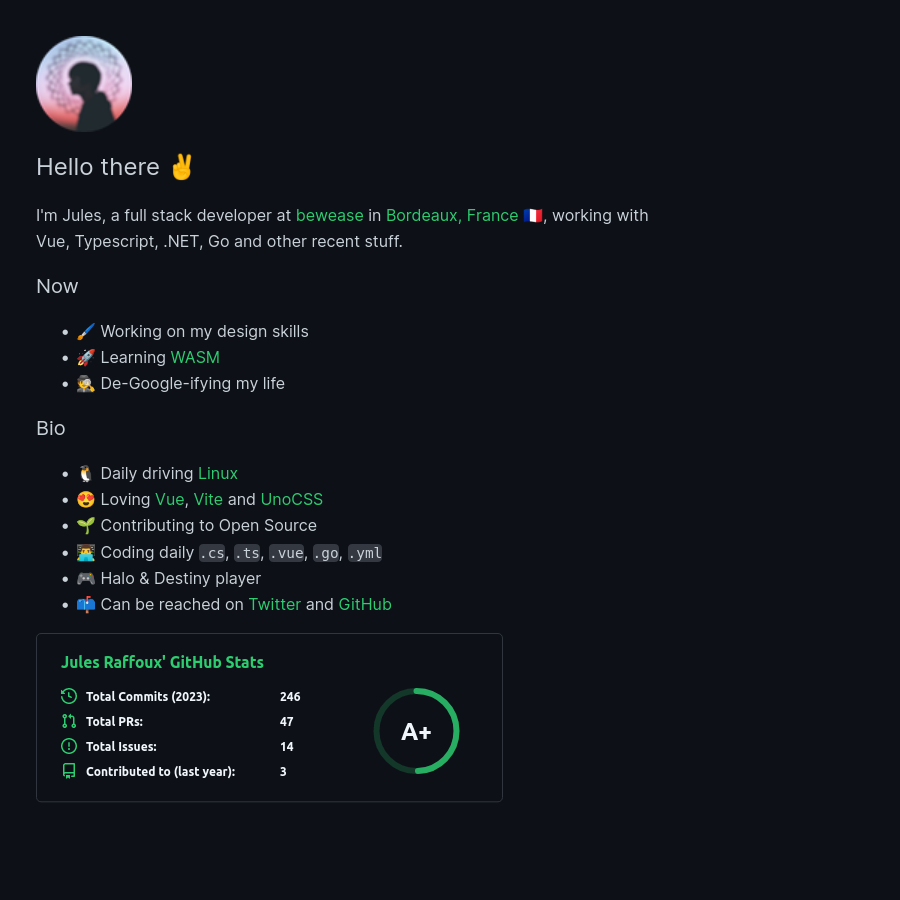 Hello there ✌️
I'm Jules, a full stack developer at bewease in Bordeaux, France 🇫🇷, working with
Vue, Typescript, .NET, Go and other recent stuff.
Now
• 🖌️ Working on my design skills
• 🚀 Learning WASM
• 🕵️ De-Google-ifying my life
Bio
• 🐧 Daily driving Linux
• 😍 Loving Vue, Vite and UnoCSS
• 🌱 Contributing to Open Source
• 👨‍💻 Coding daily .cs, .ts, .vue, .go, .yml
• 🎮 Halo & Destiny player
• 📫 Can be reached on Twitter and GitHub
Jules Raffoux' GitHub Stats
Total Commits (2023): 246
Total PRs: 47
Total Issues: 14
Contributed to (last year): 3
A+